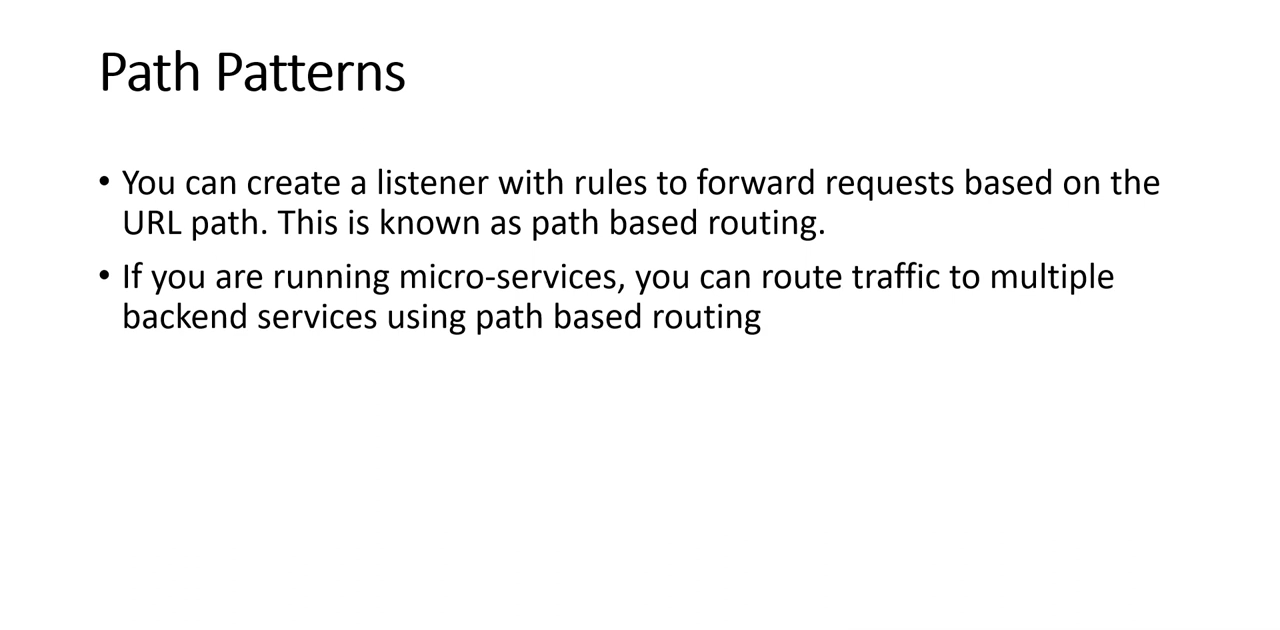 Path Patterns
• You can create a listener with rules to forward requests based on the
URL path. This is known as path based routing.
• If you are running micro-services, you can route traffic to multiple
backend services using path based routing